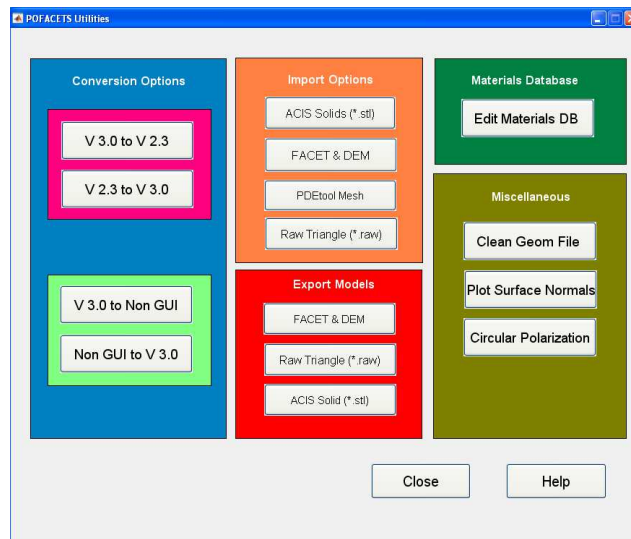 POFACETS Utilities
Conversion Options
V 3.0 to V 2.3
V 2.3 to V 3.0
V 3.0 to Non GUI
Non GUI to V 3.0
Import Options
ACIS Solids (*.stl)
FACET & DEM
PDEtool Mesh
Raw Triangle (*.raw)
Export Models
FACET & DEM
Raw Triangle (*.raw)
ACIS Solid (*.stl)
Materials Database
Edit Materials DB
Miscellaneous
Clean Geom File
Plot Surface Normals
Circular Polarization
Close
Help